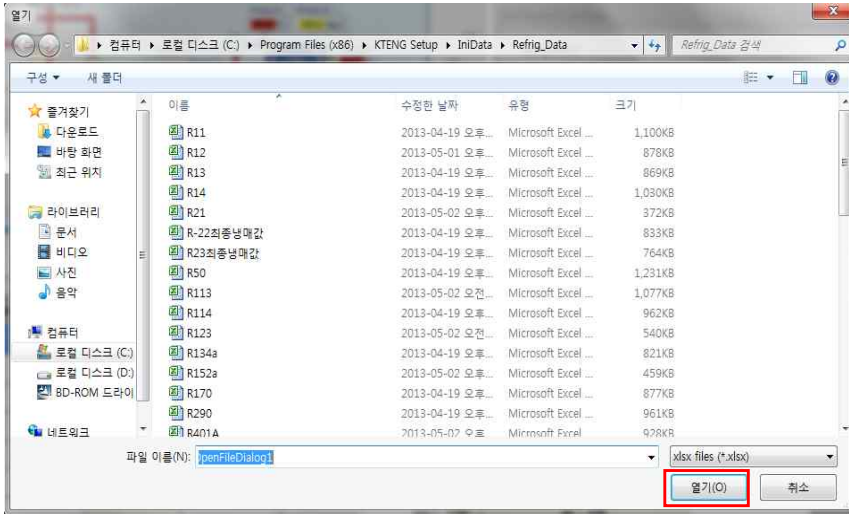 열기
컴퓨터 ▸ 로컬 디스크 (C:) ▸ Program Files (x86) ▸ KTENG Setup ▸ IniData ▸ Refrig_Data
Refrig_Data 검색
구성 새 폴더
즐겨찾기
다운로드
바탕 화면
최근 위치
라이브러리
문서
비디오
사진
음악
컴퓨터
로컬 디스크 (C:)
로컬 디스크 (D:)
BD-ROM 드라이
네트워크
이름 수정한 날짜 유형 크기
R11 2013-04-19 오후... Microsoft Excel ... 1,100KB
R12 2013-05-01 오후... Microsoft Excel ... 878KB
R13 2013-04-19 오후... Microsoft Excel ... 869KB
R14 2013-04-19 오후... Microsoft Excel ... 1,030KB
R21 2013-05-02 오후... Microsoft Excel ... 372KB
R-22최종냉매값 2013-04-19 오후... Microsoft Excel ... 833KB
R23최종냉매값 2013-04-19 오후... Microsoft Excel ... 764KB
R50 2013-04-19 오후... Microsoft Excel ... 1,231KB
R113 2013-05-02 오전... Microsoft Excel ... 1,077KB
R114 2013-04-19 오후... Microsoft Excel ... 962KB
R123 2013-05-02 오전... Microsoft Excel ... 540KB
R134a 2013-04-19 오후... Microsoft Excel ... 821KB
R152a 2013-05-02 오후... Microsoft Excel ... 459KB
R170 2013-04-19 오후... Microsoft Excel ... 877KB
R290 2013-04-19 오후... Microsoft Excel ... 961KB
R401A 2013-05-02 오후 Microsoft Excel 928KB
파일 이름(N): OpenFileDialog1 xlsx files (*.xlsx)
열기(O) 취소